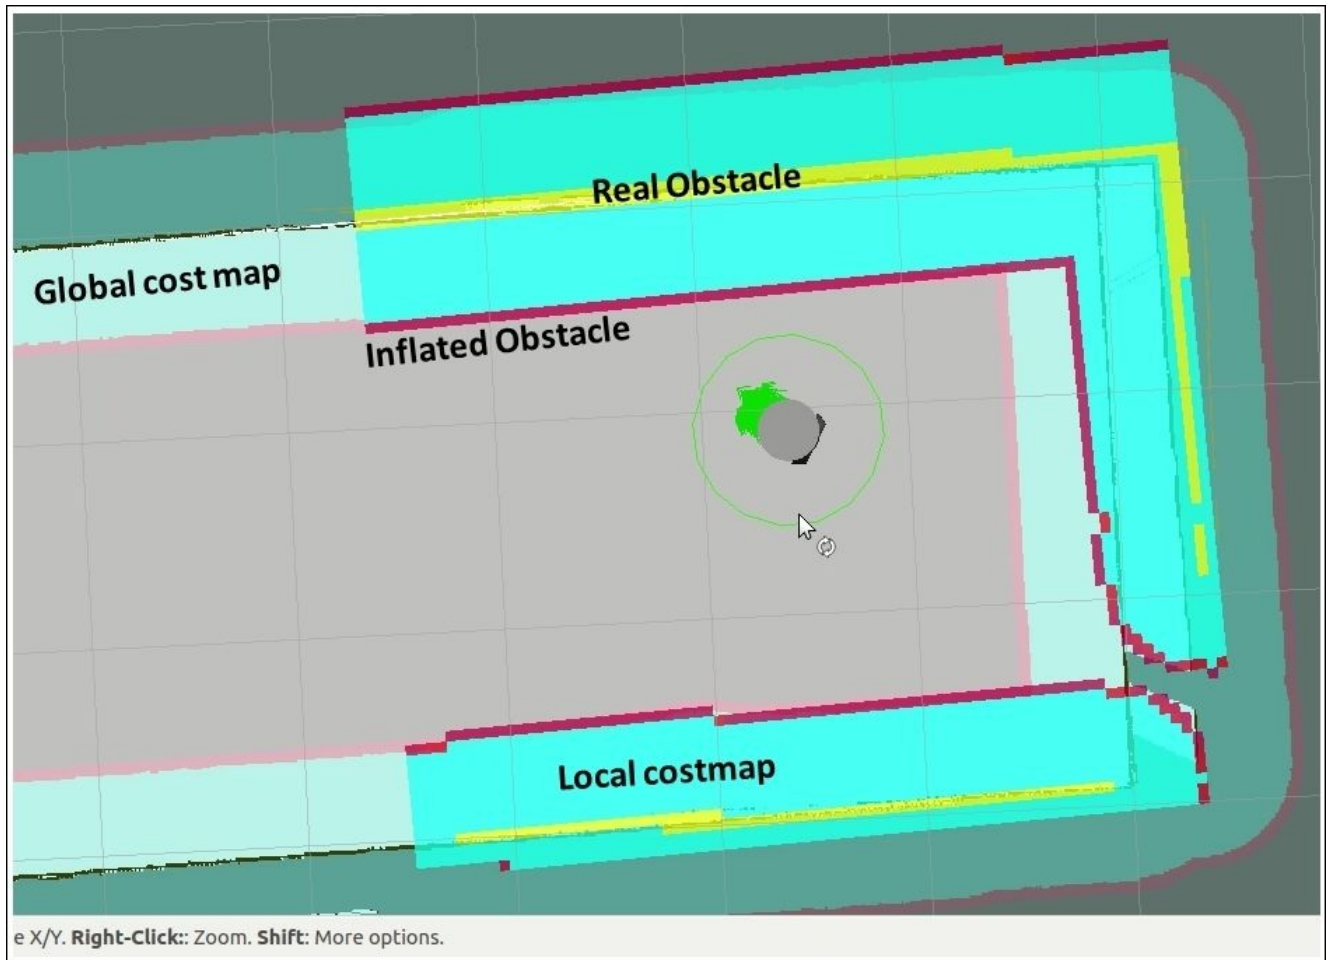 Real Obstacle
Global cost map
Inflated Obstacle
Local costmap
e X/Y. Right-Click:: Zoom. Shift: More options.